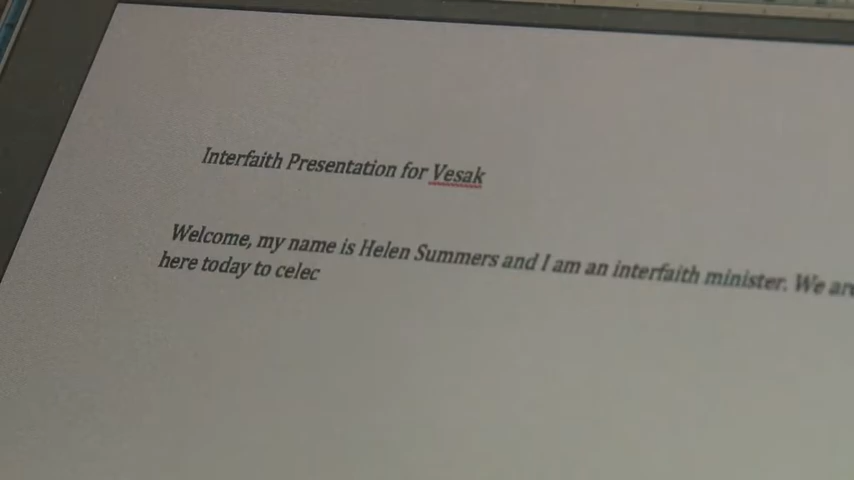 Interfaith Presentation for Vesak
Welcome, my name is Helen Summers and I am an interfaith minister. We are
here today to celec